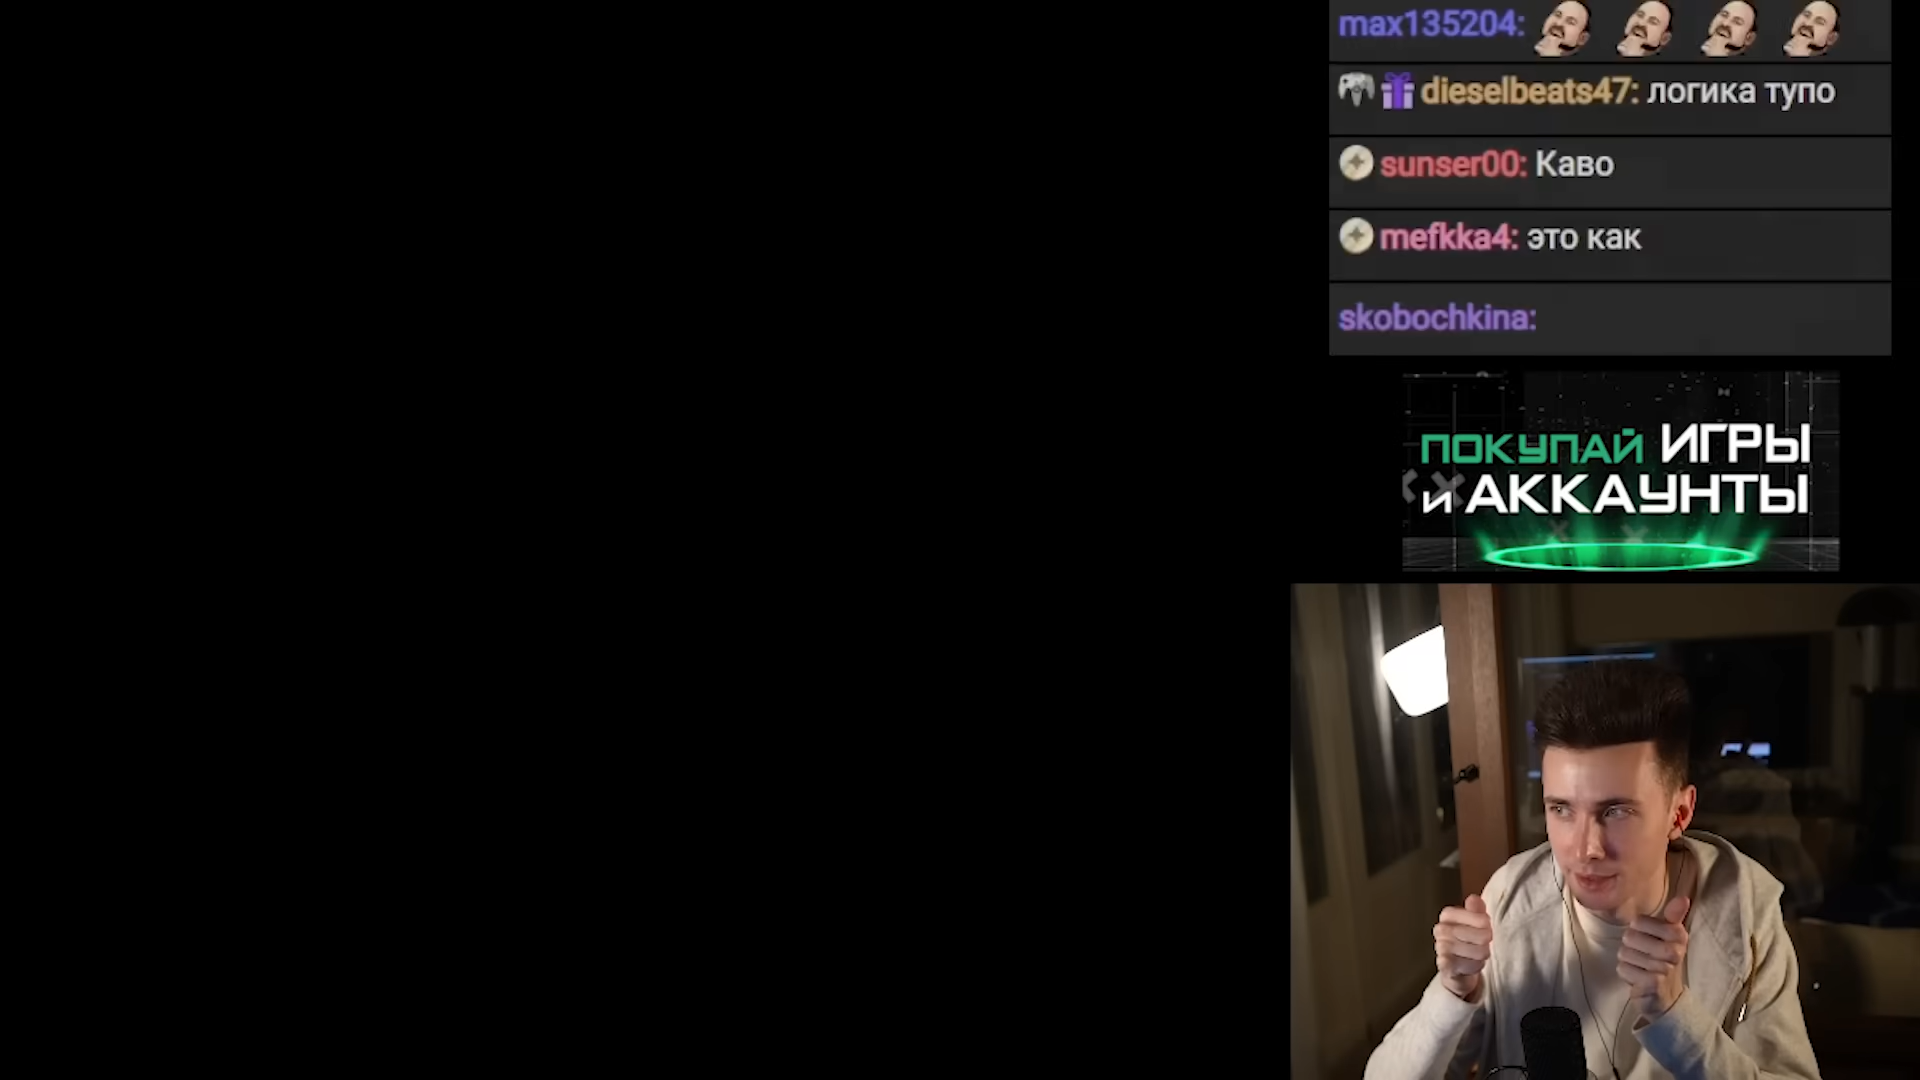 max135204:
dieselbeats47: логика тупо
sunser00: Каво
mefkka4: это как
skobochkina:
ПОКУПАЙ ИГРЫ
и АККАУНТЫ